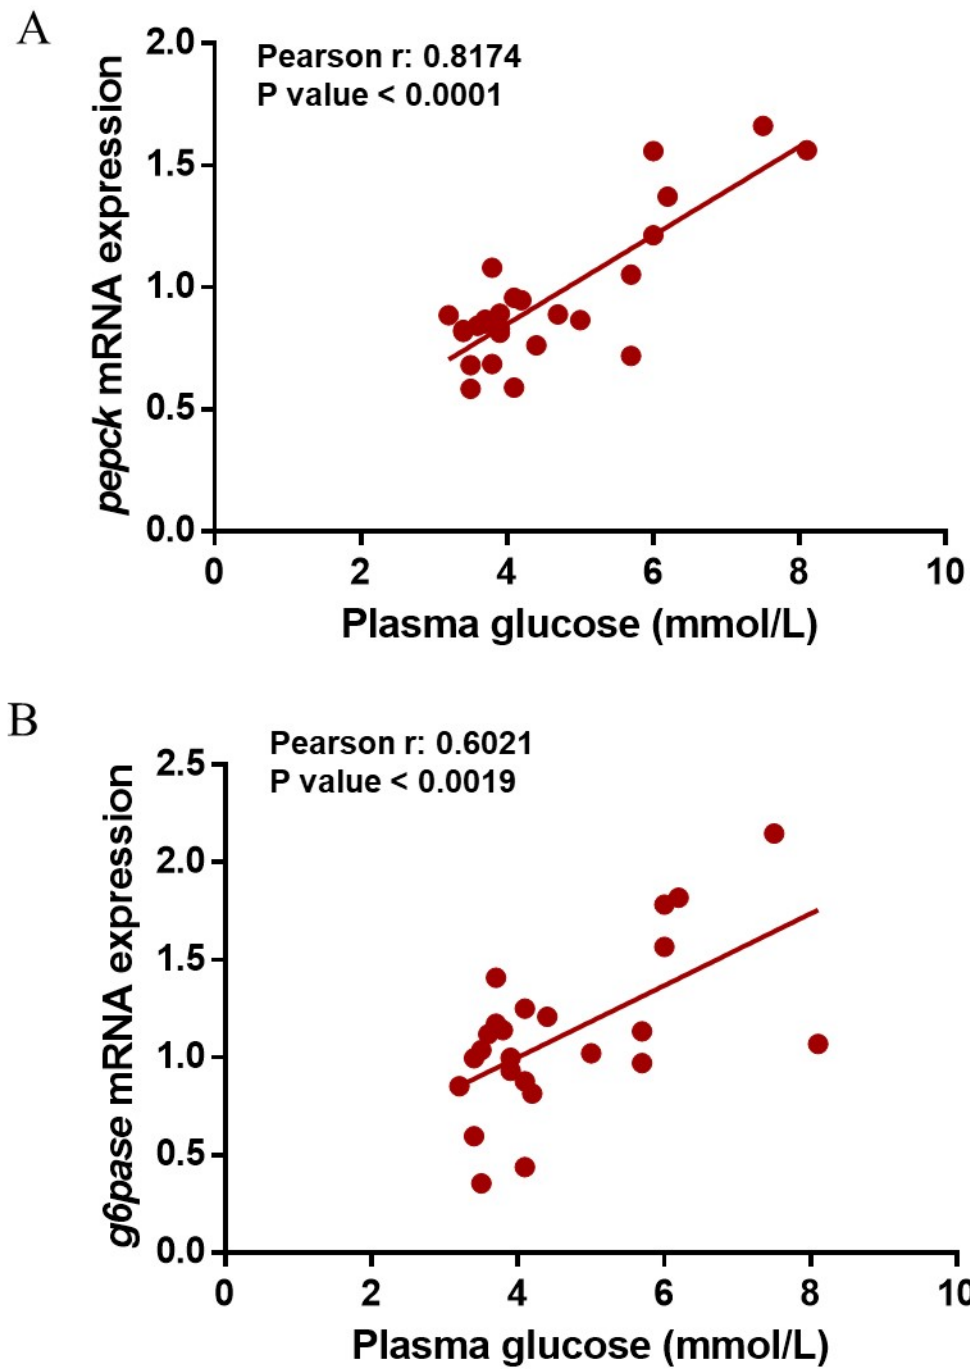 A
Pearson r: 0.8174
P value < 0.0001
pepck mRNA expression
2.0
1.5
1.0
0.5
0.0
0 2 4 6 8 10
Plasma glucose (mmol/L)
B
Pearson r: 0.6021
P value < 0.0019
g6pase mRNA expression
2.5
2.0
1.5
1.0
0.5
0.0
0 2 4 6 8 10
Plasma glucose (mmol/L)